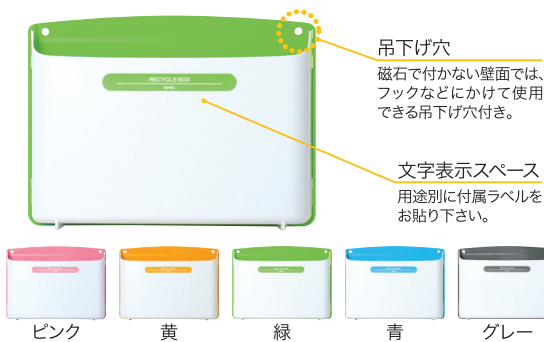 RECYCLE BOX
SONIC
吊下げ穴
磁石で付かない壁面では、
フックなどにかけて使用
できる吊下げ穴付き。
文字表示スペース
用途別に付属ラベルを
お貼り下さい。
ピンク
黄
緑
青
グレー